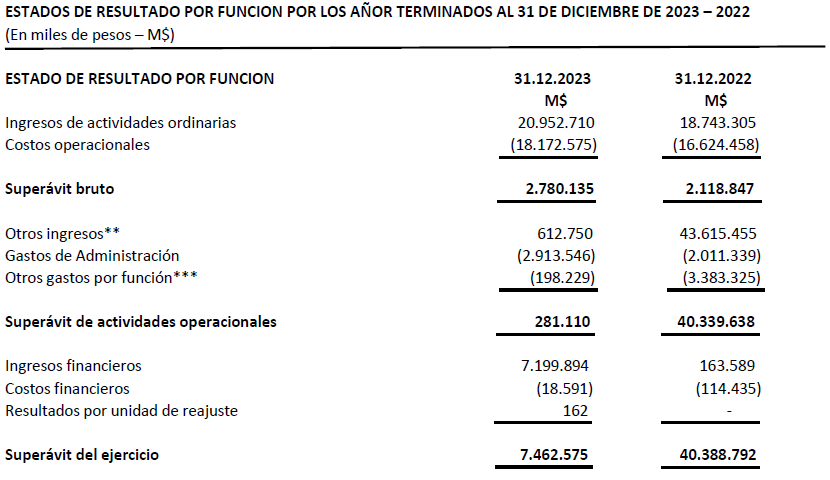 ESTADOS DE RESULTADO POR FUNCION POR LOS AÑOR TERMINADOS AL 31 DE DICIEMBRE DE 2023 – 2022
(En miles de pesos – M$)
ESTADO DE RESULTADO POR FUNCION 31.12.2023 31.12.2022
M$ M$
Ingresos de actividades ordinarias 20.952.710 18.743.305
Costos operacionales (18.172.575) (16.624.458)
Superávit bruto 2.780.135 2.118.847
Otros ingresos** 612.750 43.615.455
Gastos de Administración (2.913.546) (2.011.339)
Otros gastos por función*** (198.229) (3.383.325)
Superávit de actividades operacionales 281.110 40.339.638
Ingresos financieros 7.199.894 163.589
Costos financieros (18.591) (114.435)
Resultados por unidad de reajuste 162 -
Superávit del ejercicio 7.462.575 40.388.792